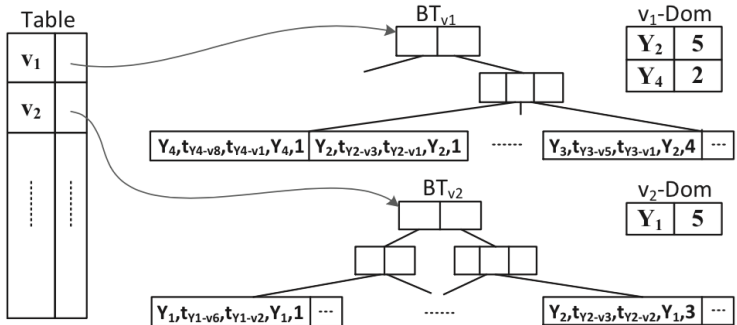 Table
BTv1
v1-Dom
v1
Y2 5
Y4 2
v2
Y4,tY4-v8,tY4-v1,Y4,1 Y2,tY2-v3,tY2-v1,Y2,1 ...... Y3,tY3-v5,tY3-v1,Y2,4 ...
BTv2
v2-Dom
Y1 5
Y1,tY1-v6,tY1-v2,Y1,1 ... ...... Y2,tY2-v3,tY2-v2,Y1,3 ...